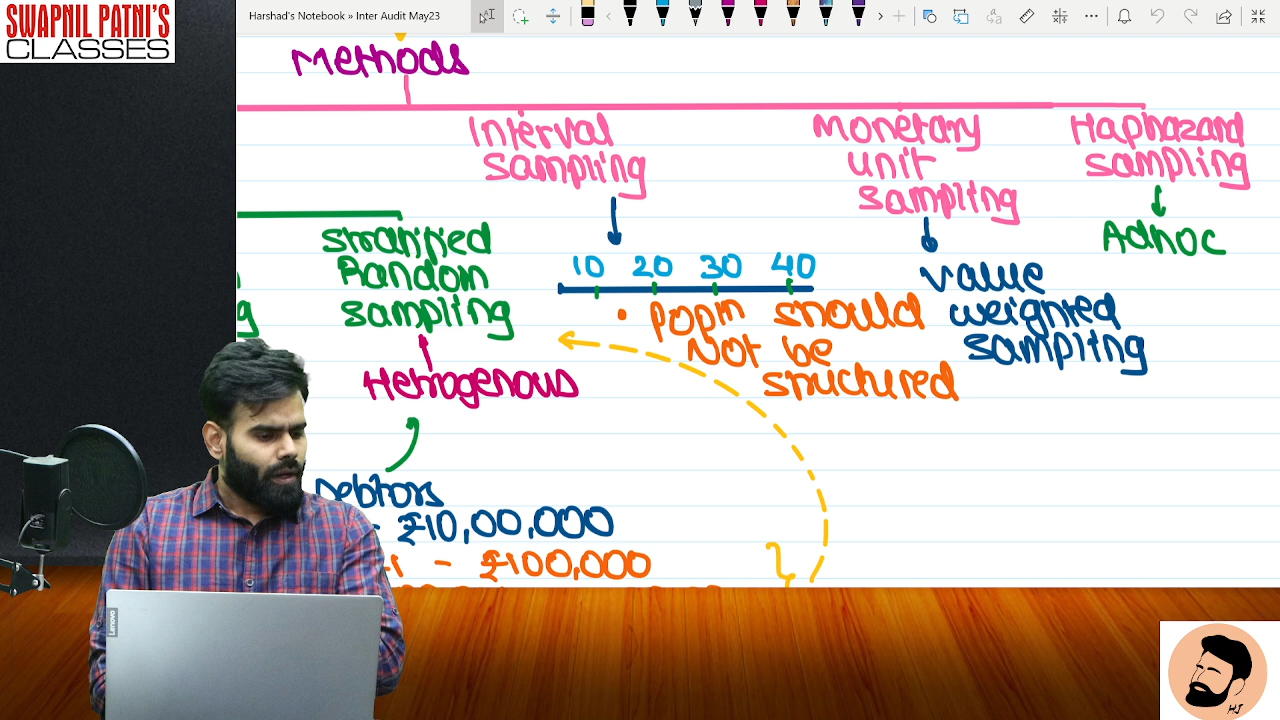 SWAPNIL PATNI'S
CLASSES
Harshad's Notebook » Inter Audit May23
Methods
Interval
sampling
Monetary
unit
sampling
Haphazard
sampling
Adhoc
stratified
Random
sampling
10 20 30 40
value
weighted
sampling
• Popln should
Not be
structured
g
Hetrogenous
Debtors
- ₹10,00,000
- ₹100,000
Lenovo
HJ